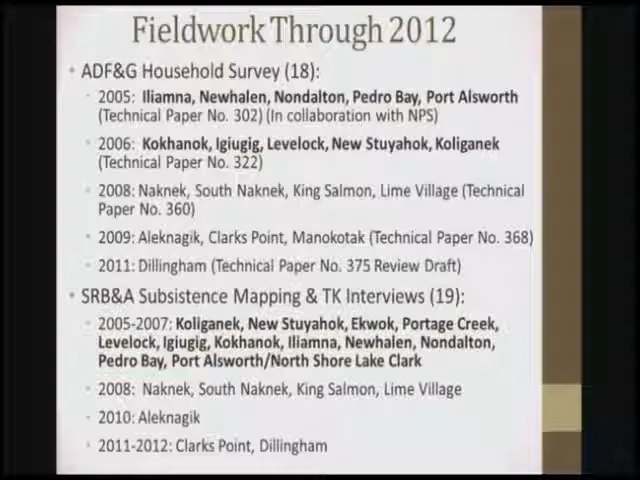 Fieldwork Through 2012
• ADF&G Household Survey (18):
• 2005: Iliamna, Newhalen, Nondalton, Pedro Bay, Port Alsworth
(Technical Paper No. 302) (In collaboration with NPS)
• 2006: Kokhanok, Igiugig, Levelock, New Stuyahok, Koliganek
(Technical Paper No. 322)
• 2008: Naknek, South Naknek, King Salmon, Lime Village (Technical
Paper No. 360)
• 2009: Aleknagik, Clarks Point, Manokotak (Technical Paper No. 368)
• 2011: Dillingham (Technical Paper No. 375 Review Draft)
• SRB&A Subsistence Mapping & TK Interviews (19):
• 2005-2007: Koliganek, New Stuyahok, Ekwok, Portage Creek,
Levelock, Igiugig, Kokhanok, Iliamna, Newhalen, Nondalton,
Pedro Bay, Port Alsworth/North Shore Lake Clark
• 2008: Naknek, South Naknek, King Salmon, Lime Village
• 2010: Aleknagik
• 2011-2012: Clarks Point, Dillingham